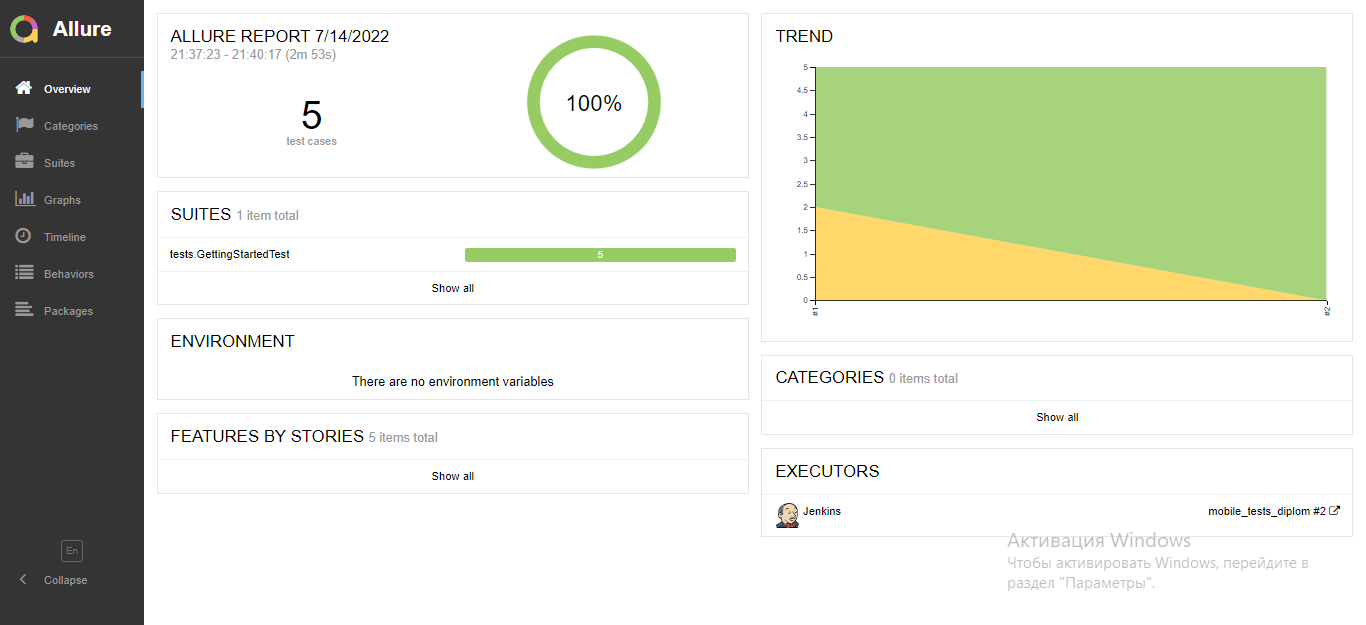 Allure
Overview
Categories
Suites
Graphs
Timeline
Behaviors
Packages
En
Collapse
ALLURE REPORT 7/14/2022
21:37:23 - 21:40:17 (2m 53s)
5
test cases
100%
SUITES 1 item total
tests.GettingStartedTest 5
Show all
ENVIRONMENT
There are no environment variables
FEATURES BY STORIES 5 items total
Show all
TREND
5
4.5
4
3.5
3
2.5
2
1.5
1
0.5
0
#1
#2
CATEGORIES 0 items total
Show all
EXECUTORS
Jenkins mobile_tests_diplom #2
Активация Windows
Чтобы активировать Windows, перейдите в
раздел "Параметры".